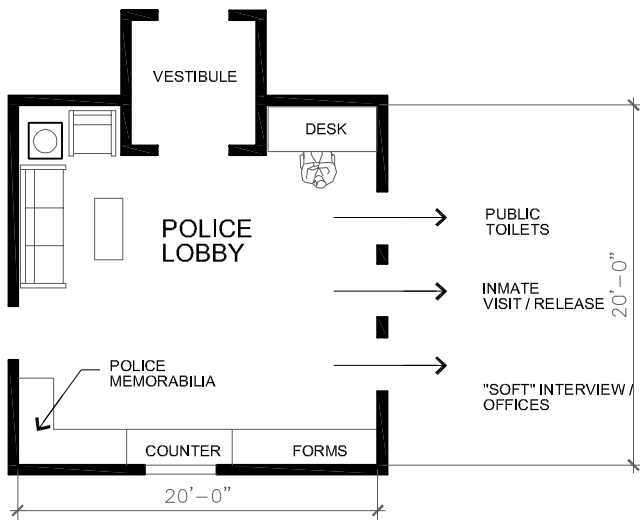 VESTIBULE
DESK
POLICE
LOBBY
PUBLIC
TOILETS
INMATE
VISIT / RELEASE
20'-0"
"SOFT" INTERVIEW /
OFFICES
POLICE
MEMORABILIA
COUNTER
FORMS
20'-0"